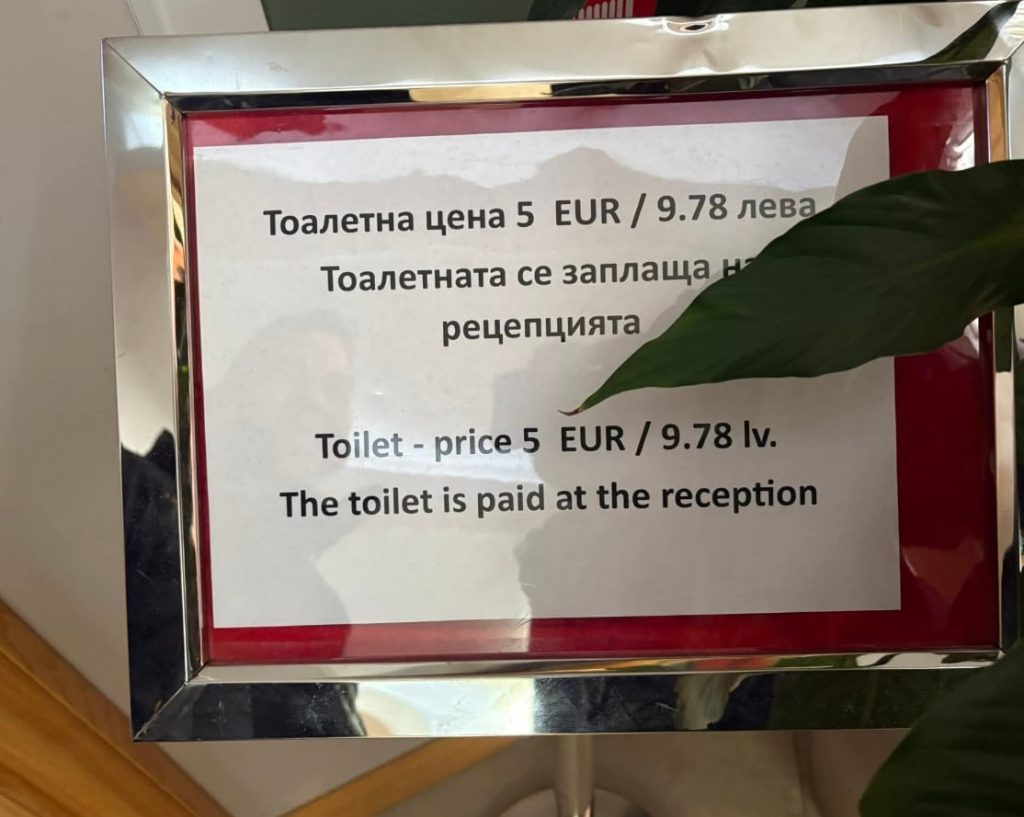 Тоалетна цена 5 EUR / 9.78 лева
Тоалетната се заплаща на
рецепцията
Toilet - price 5 EUR / 9.78 lv.
The toilet is paid at the reception